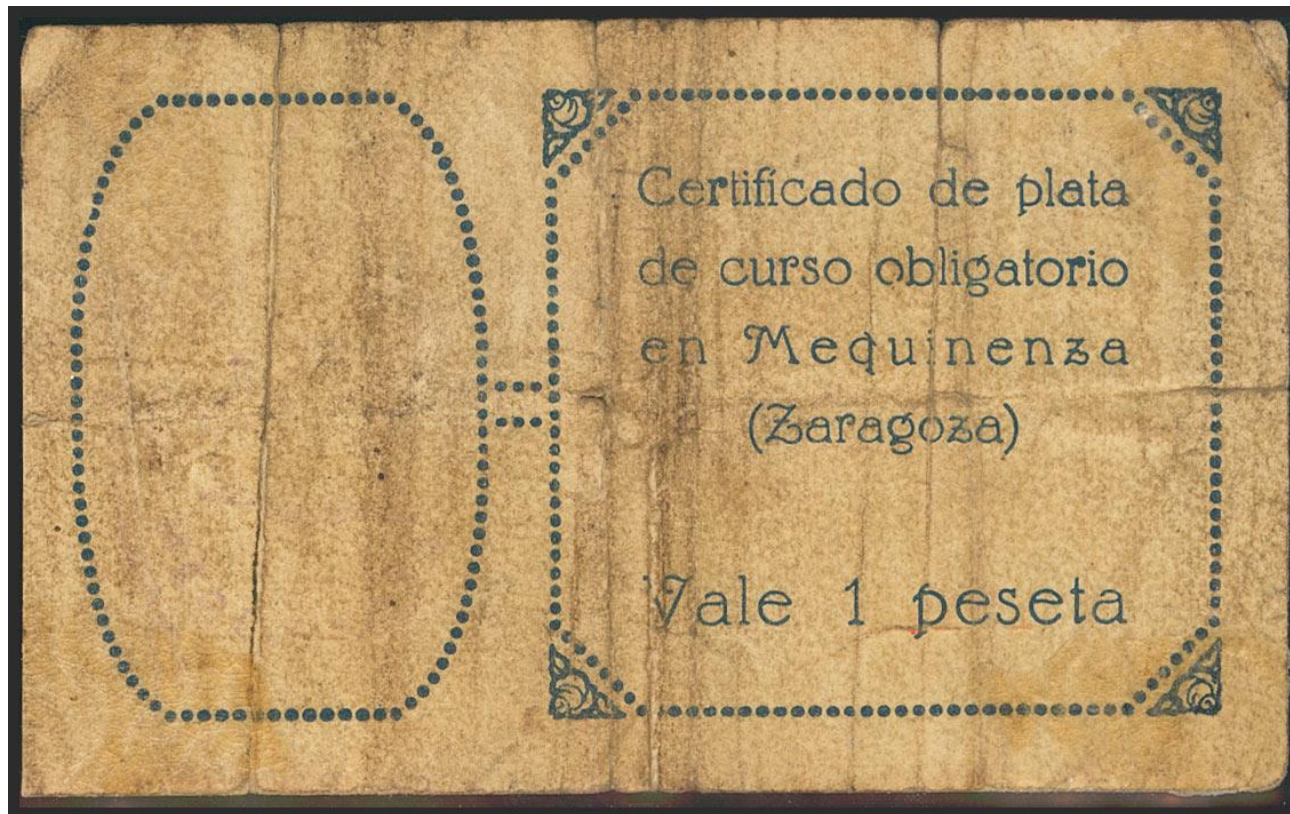 Certificado de plata
de curso obligatorio
en Mequinenza
(Zaragoza)
Vale 1 peseta